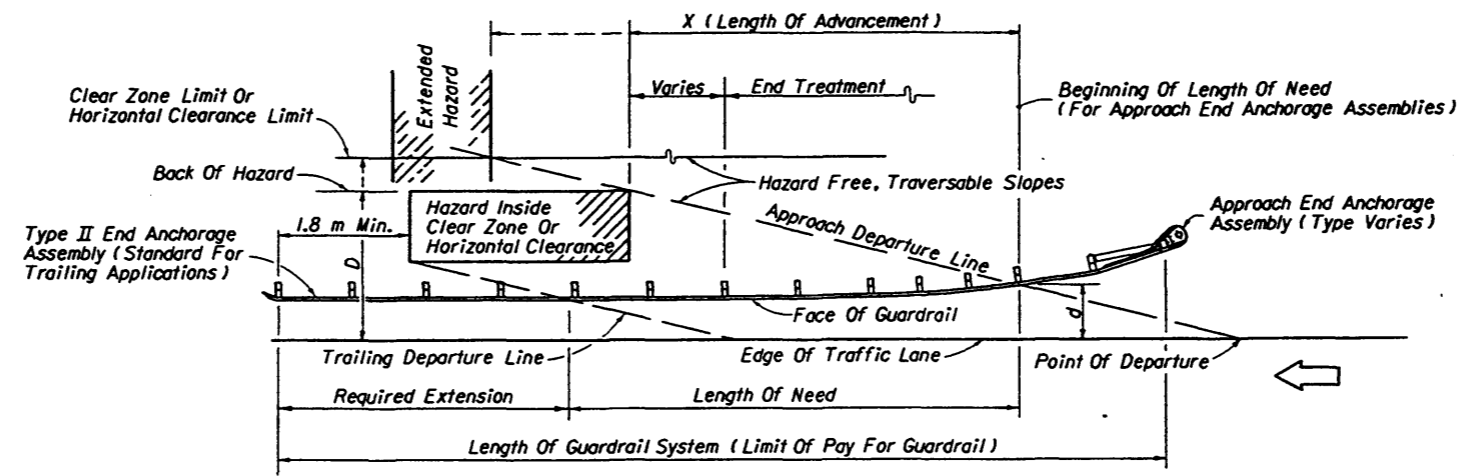 X ( Length Of Advancement )
Extended
Hazard
Varies
End Treatment
Clear Zone Limit Or
Horizontal Clearance Limit
Beginning Of Length Of Need
( For Approach End Anchorage Assemblies )
Back Of Hazard
Hazard Free, Traversable Slopes
1.8 m Min.
Hazard Inside
Clear Zone Or
Horizontal Clearance
Approach Departure Line
Approach End Anchorage
Assembly ( Type Varies )
Type II End Anchorage
Assembly ( Standard For
Trailing Applications )
D
d
Face Of Guardrail
Trailing Departure Line
Edge Of Traffic Lane
Point Of Departure
Required Extension
Length Of Need
Length Of Guardrail System ( Limit Of Pay For Guardrail )